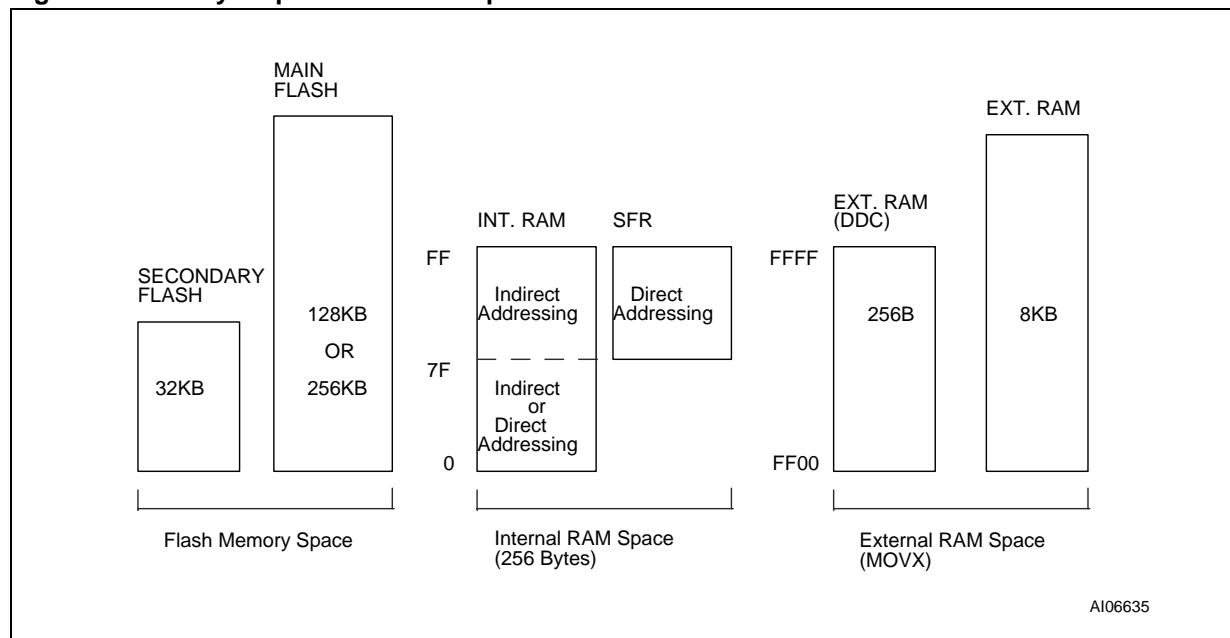 MAIN
FLASH
EXT. RAM
EXT. RAM
(DDC)
INT. RAM
SFR
FF
FFFF
SECONDARY
FLASH
Indirect
Addressing
Direct
Addressing
128KB
OR
256KB
256B
8KB
7F
32KB
Indirect
or
Direct
Addressing
0
FF00
Flash Memory Space
Internal RAM Space
(256 Bytes)
External RAM Space
(MOVX)
AI06635